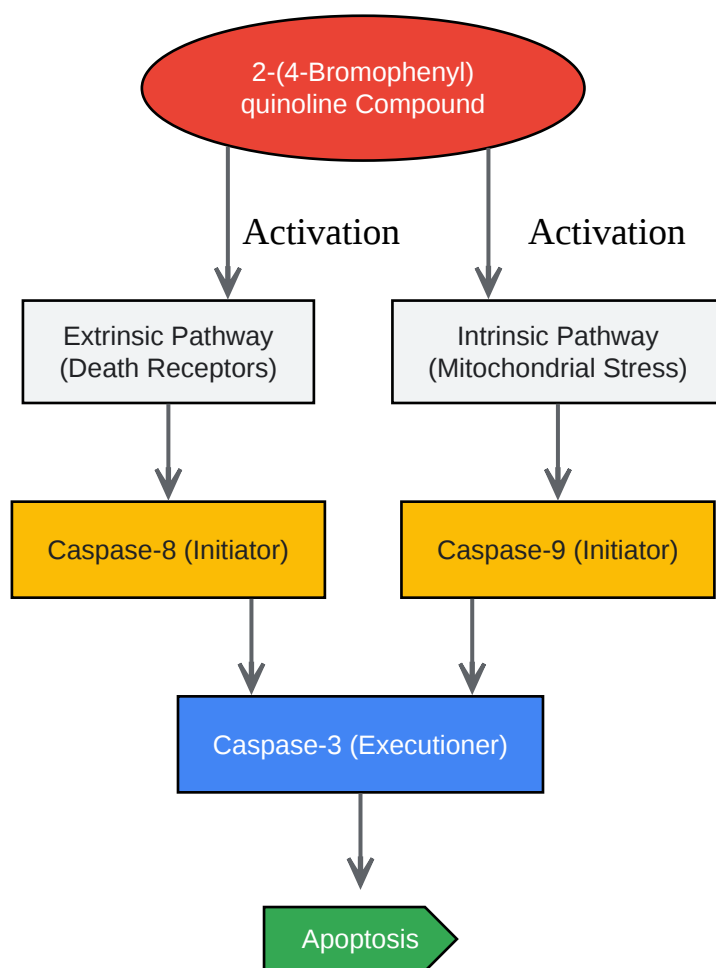 2-(4-Bromophenyl)
quinoline Compound
Activation
Activation
Extrinsic Pathway
(Death Receptors)
Intrinsic Pathway
(Mitochondrial Stress)
Caspase-8 (Initiator)
Caspase-9 (Initiator)
Caspase-3 (Executioner)
Apoptosis